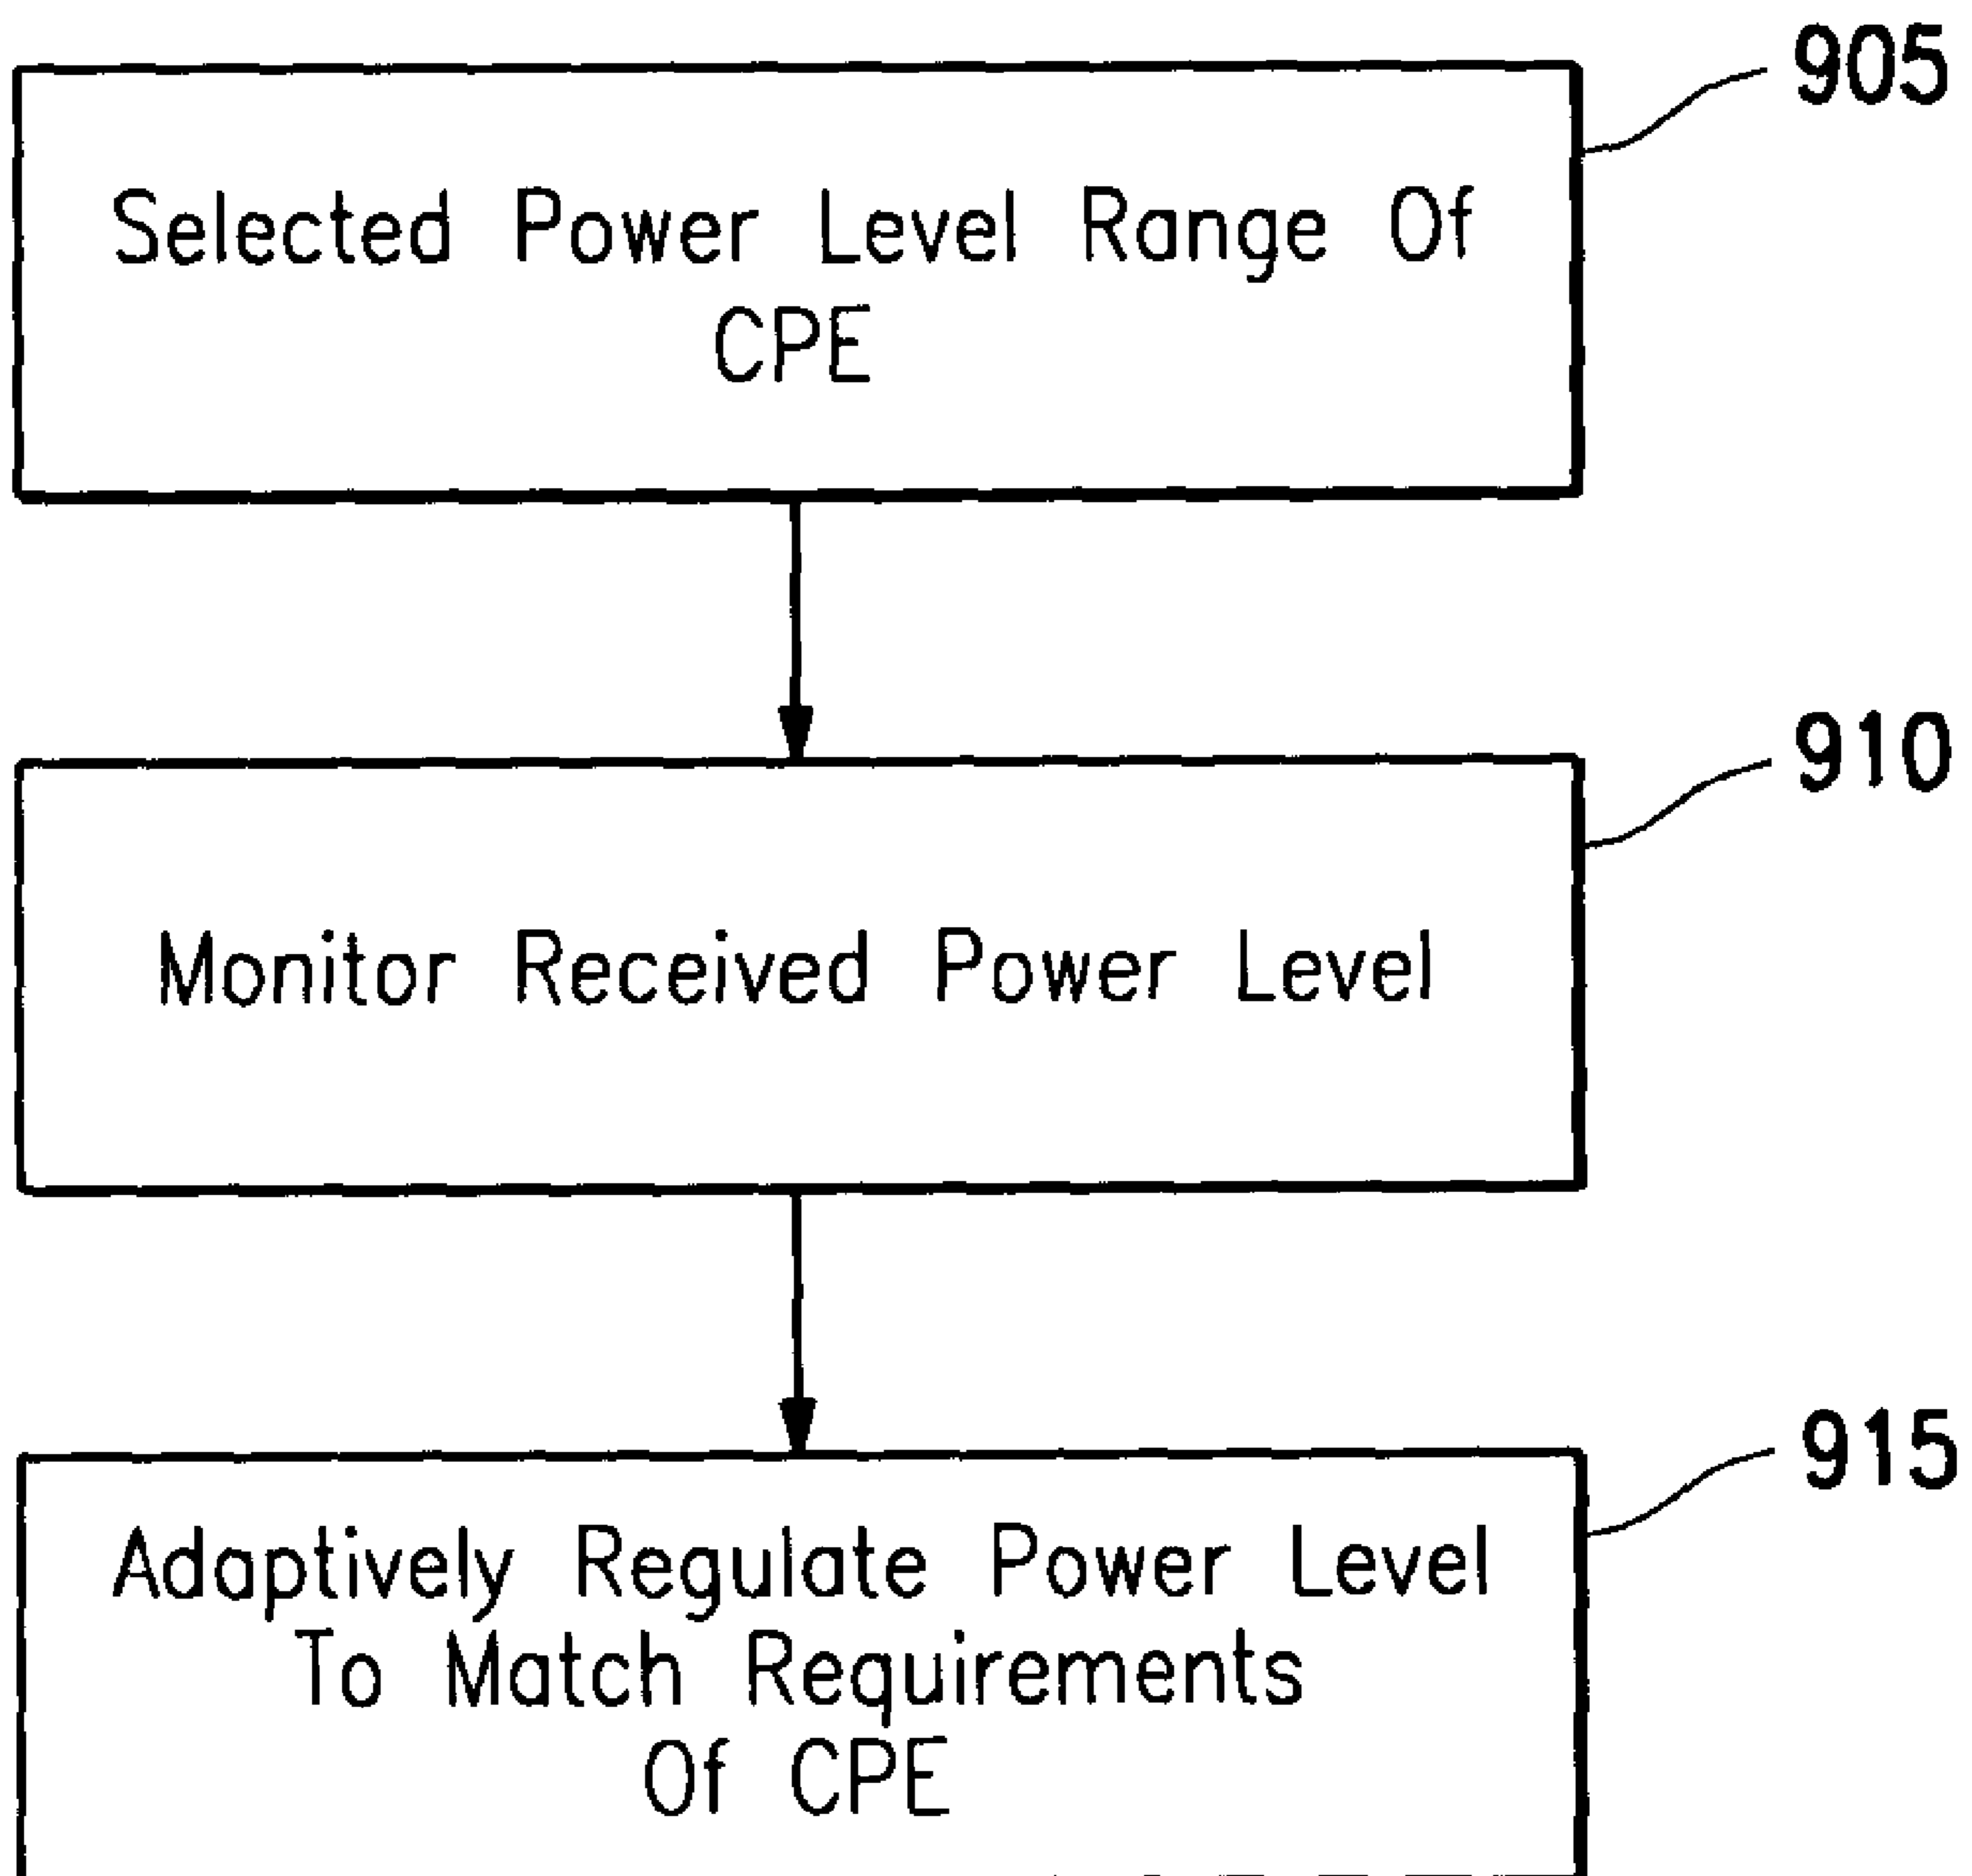 905
Selected Power Level Range Of
CPE
910
Monitor Received Power Level
915
Adaptively Regulate Power Level
To Match Requirements
Of CPE